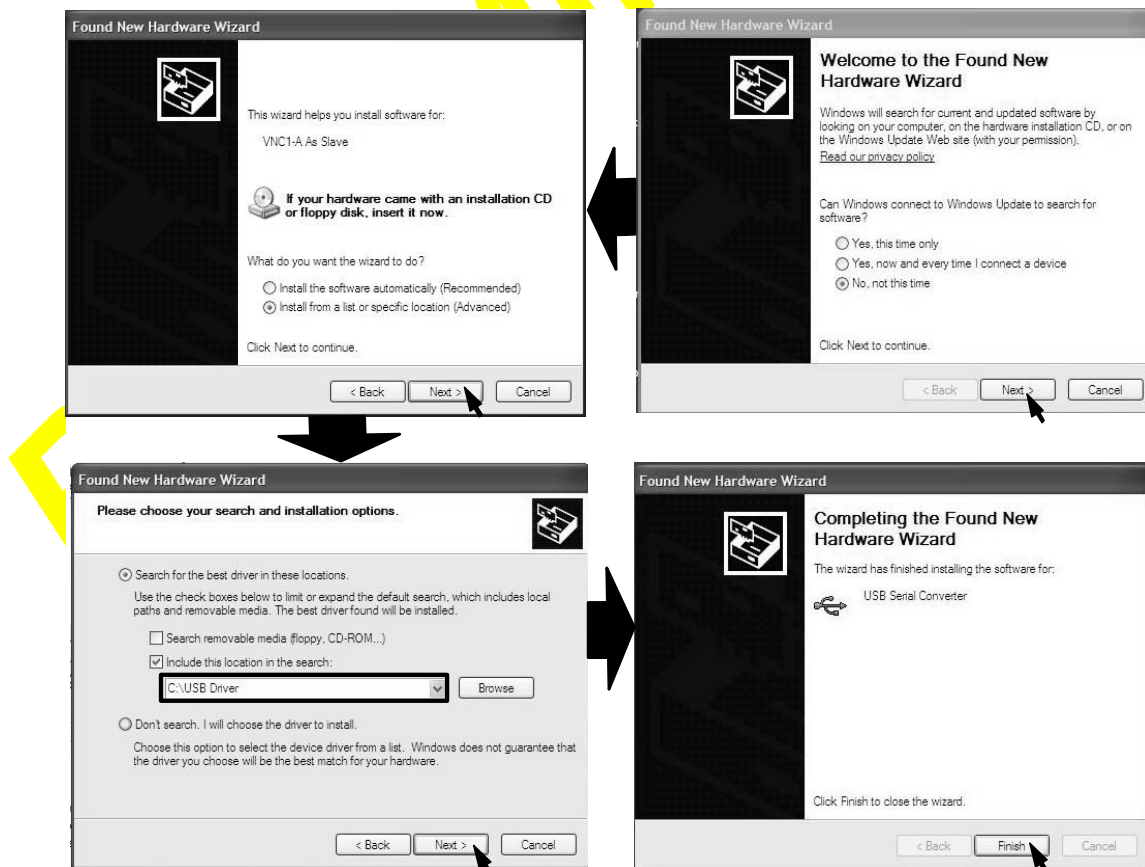 Found New Hardware Wizard
This wizard helps you install software for:
VNC1-A As Slave
If your hardware came with an installation CD
or floppy disk, insert it now.
What do you want the wizard to do?
Install the software automatically (Recommended)
Install from a list or specific location (Advanced)
Click Next to continue.
< Back Next > Cancel
Found New Hardware Wizard
Welcome to the Found New
Hardware Wizard
Windows will search for current and updated software by
looking on your computer, on the hardware installation CD, or on
the Windows Update Web site (with your permission).
Read our privacy policy
Can Windows connect to Windows Update to search for
software?
Yes, this time only
Yes, now and every time I connect a device
No, not this time
Click Next to continue.
< Back Next > Cancel
Found New Hardware Wizard
Please choose your search and installation options.
Search for the best driver in these locations.
Use the check boxes below to limit or expand the default search, which includes local
paths and removable media. The best driver found will be installed.
Search removable media (floppy, CD-ROM...)
Include this location in the search:
C:\USB Driver Browse
Don't search. I will choose the driver to install.
Choose this option to select the device driver from a list. Windows does not guarantee that
the driver you choose will be the best match for your hardware.
< Back Next > Cancel
Found New Hardware Wizard
Completing the Found New
Hardware Wizard
The wizard has finished installing the software for:
USB Serial Converter
Click Finish to close the wizard.
< Back Finish Cancel